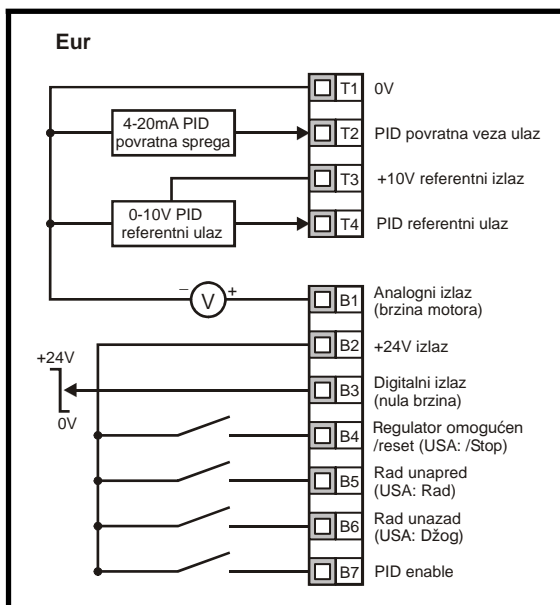 Eur
T1 0V
4-20mA PID
povratna sprega
T2 PID povratna veza ulaz
T3 +10V referentni izlaz
0-10V PID
referentni ulaz
T4 PID referentni ulaz
– V +
B1 Analogni izlaz
(brzina motora)
B2 +24V izlaz
+24V
0V
B3 Digitalni izlaz
(nula brzina)
B4 Regulator omogućen
/reset (USA: /Stop)
B5 Rad unapred
(USA: Rad)
B6 Rad unazad
(USA: Džog)
B7 PID enable